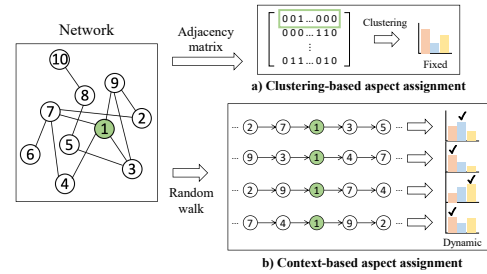 Network
10
9
8
7
1
2
5
6
3
4
Adjacency
matrix
Random
walk
0 0 1 ... 0 0 0
0 0 0 ... 1 1 0
⋮
0 1 1 ... 0 1 0
Clustering
Fixed
a) Clustering-based aspect assignment
... 2 7 1 3 5 ...
... 9 3 1 4 7 ...
... 2 9 1 7 4 ...
... 7 4 1 9 2 ...
Dynamic
b) Context-based aspect assignment